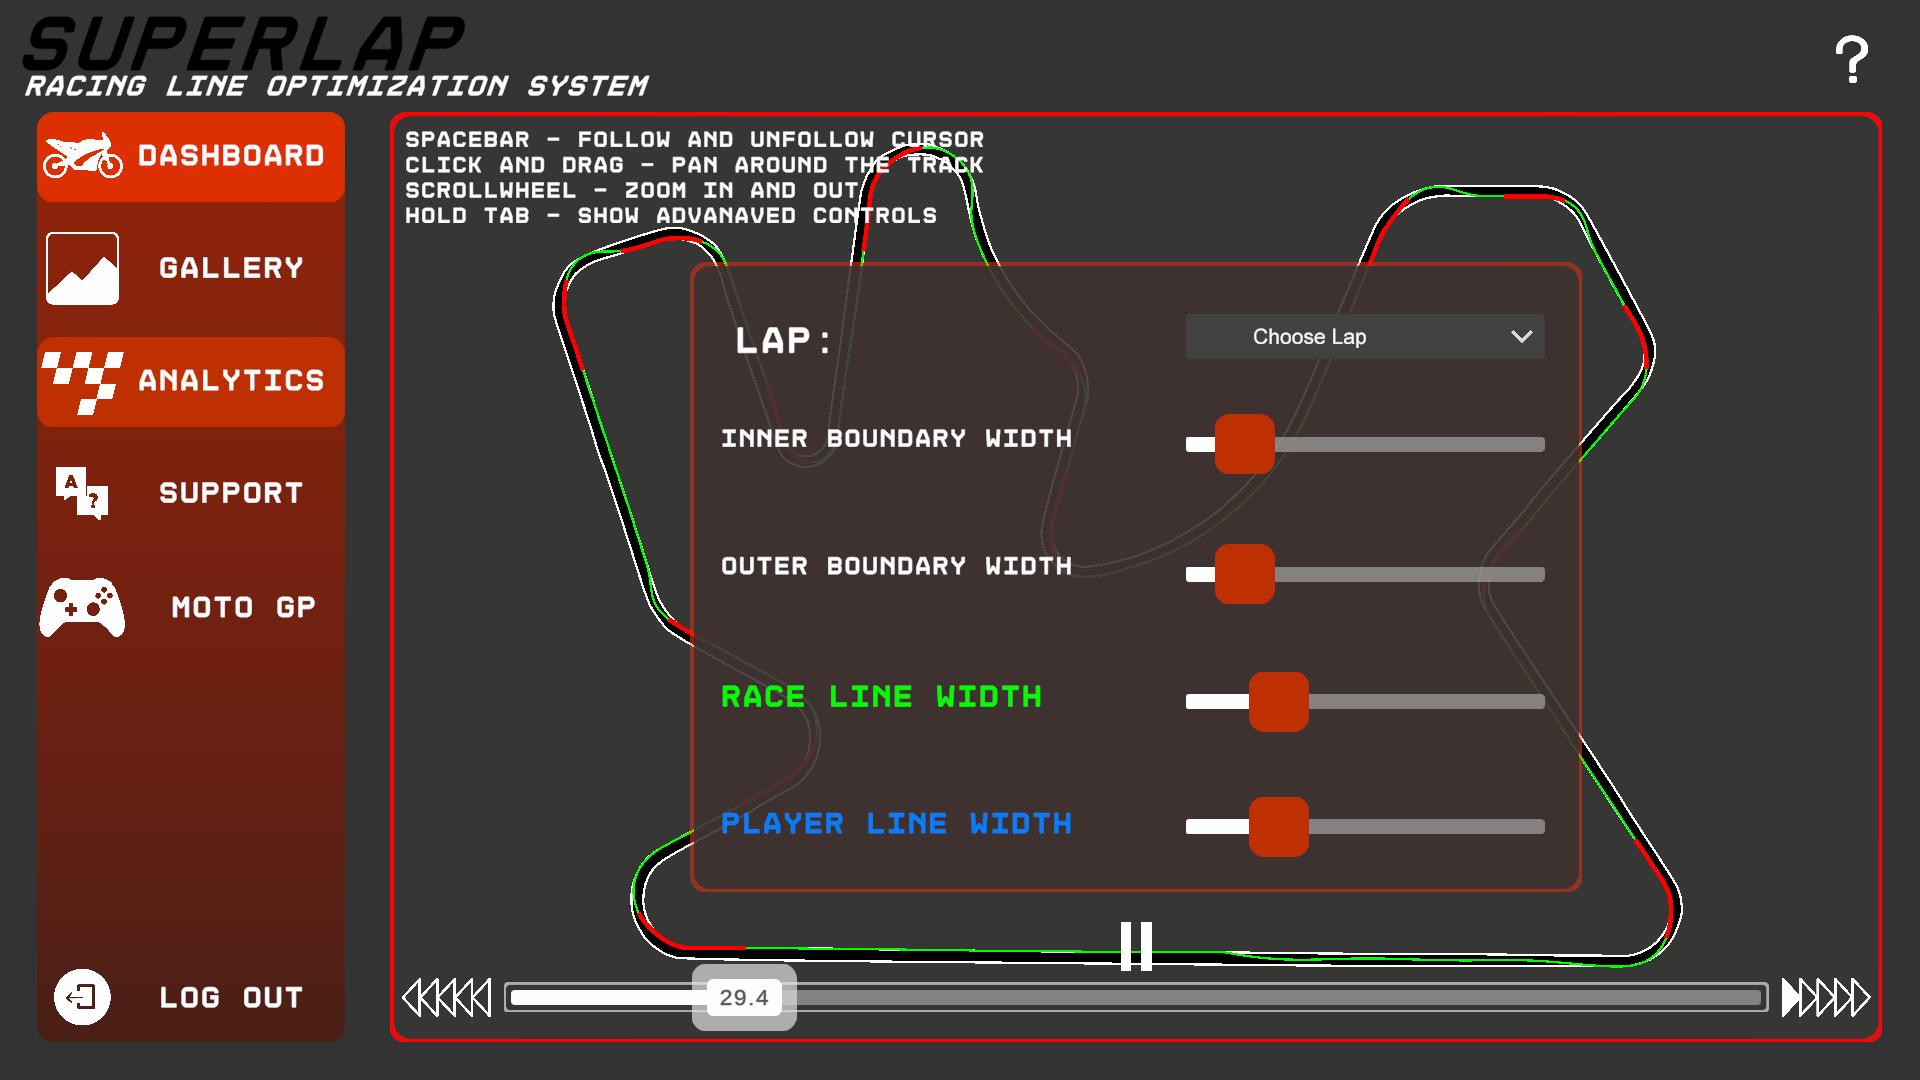 SUPERLAP
RACING LINE OPTIMIZATION SYSTEM
?
DASHBOARD
GALLERY
ANALYTICS
A ?
SUPPORT
MOTO GP
LOG OUT
SPACEBAR - FOLLOW AND UNFOLLOW CURSOR
CLICK AND DRAG - PAN AROUND THE TRACK
SCROLLWHEEL - ZOOM IN AND OUT
HOLD TAB - SHOW ADVANAVED CONTROLS
LAP:
Choose Lap
INNER BOUNDARY WIDTH
OUTER BOUNDARY WIDTH
RACE LINE WIDTH
PLAYER LINE WIDTH
29.4